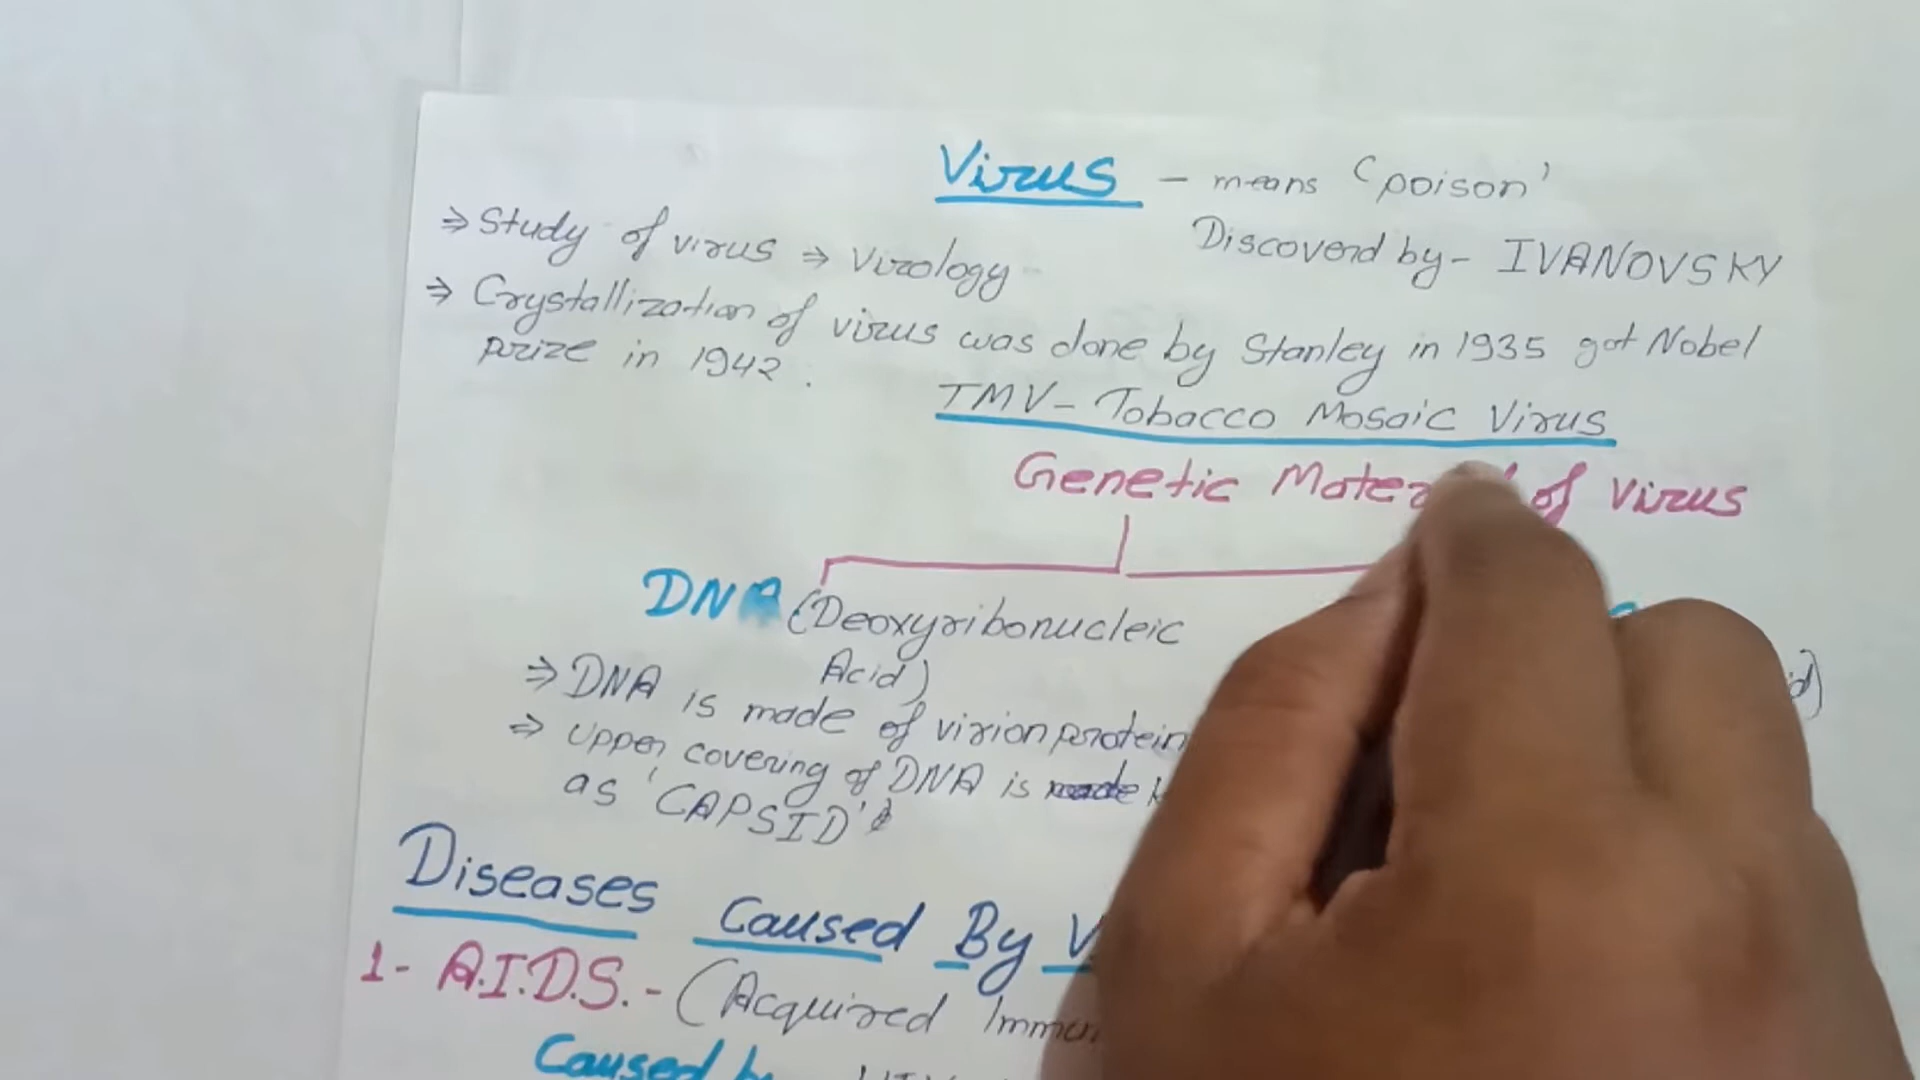 Virus - means 'poison'
Discoverd by - IVANOVSKY
⇒ Study of virus ⇒ Virology
⇒ Crystallization of virus was done by Stanley in 1935 got Nobel
prize in 1942.
TMV - Tobacco Mosaic Virus
Genetic of Virus
DNA (Deoxyribonucleic
Acid)
⇒ DNA is made of virion protein
⇒ Upper covering of DNA is
as 'CAPSID'
Diseases Caused By
1- A.I.D.S. - (Acquired
Caused